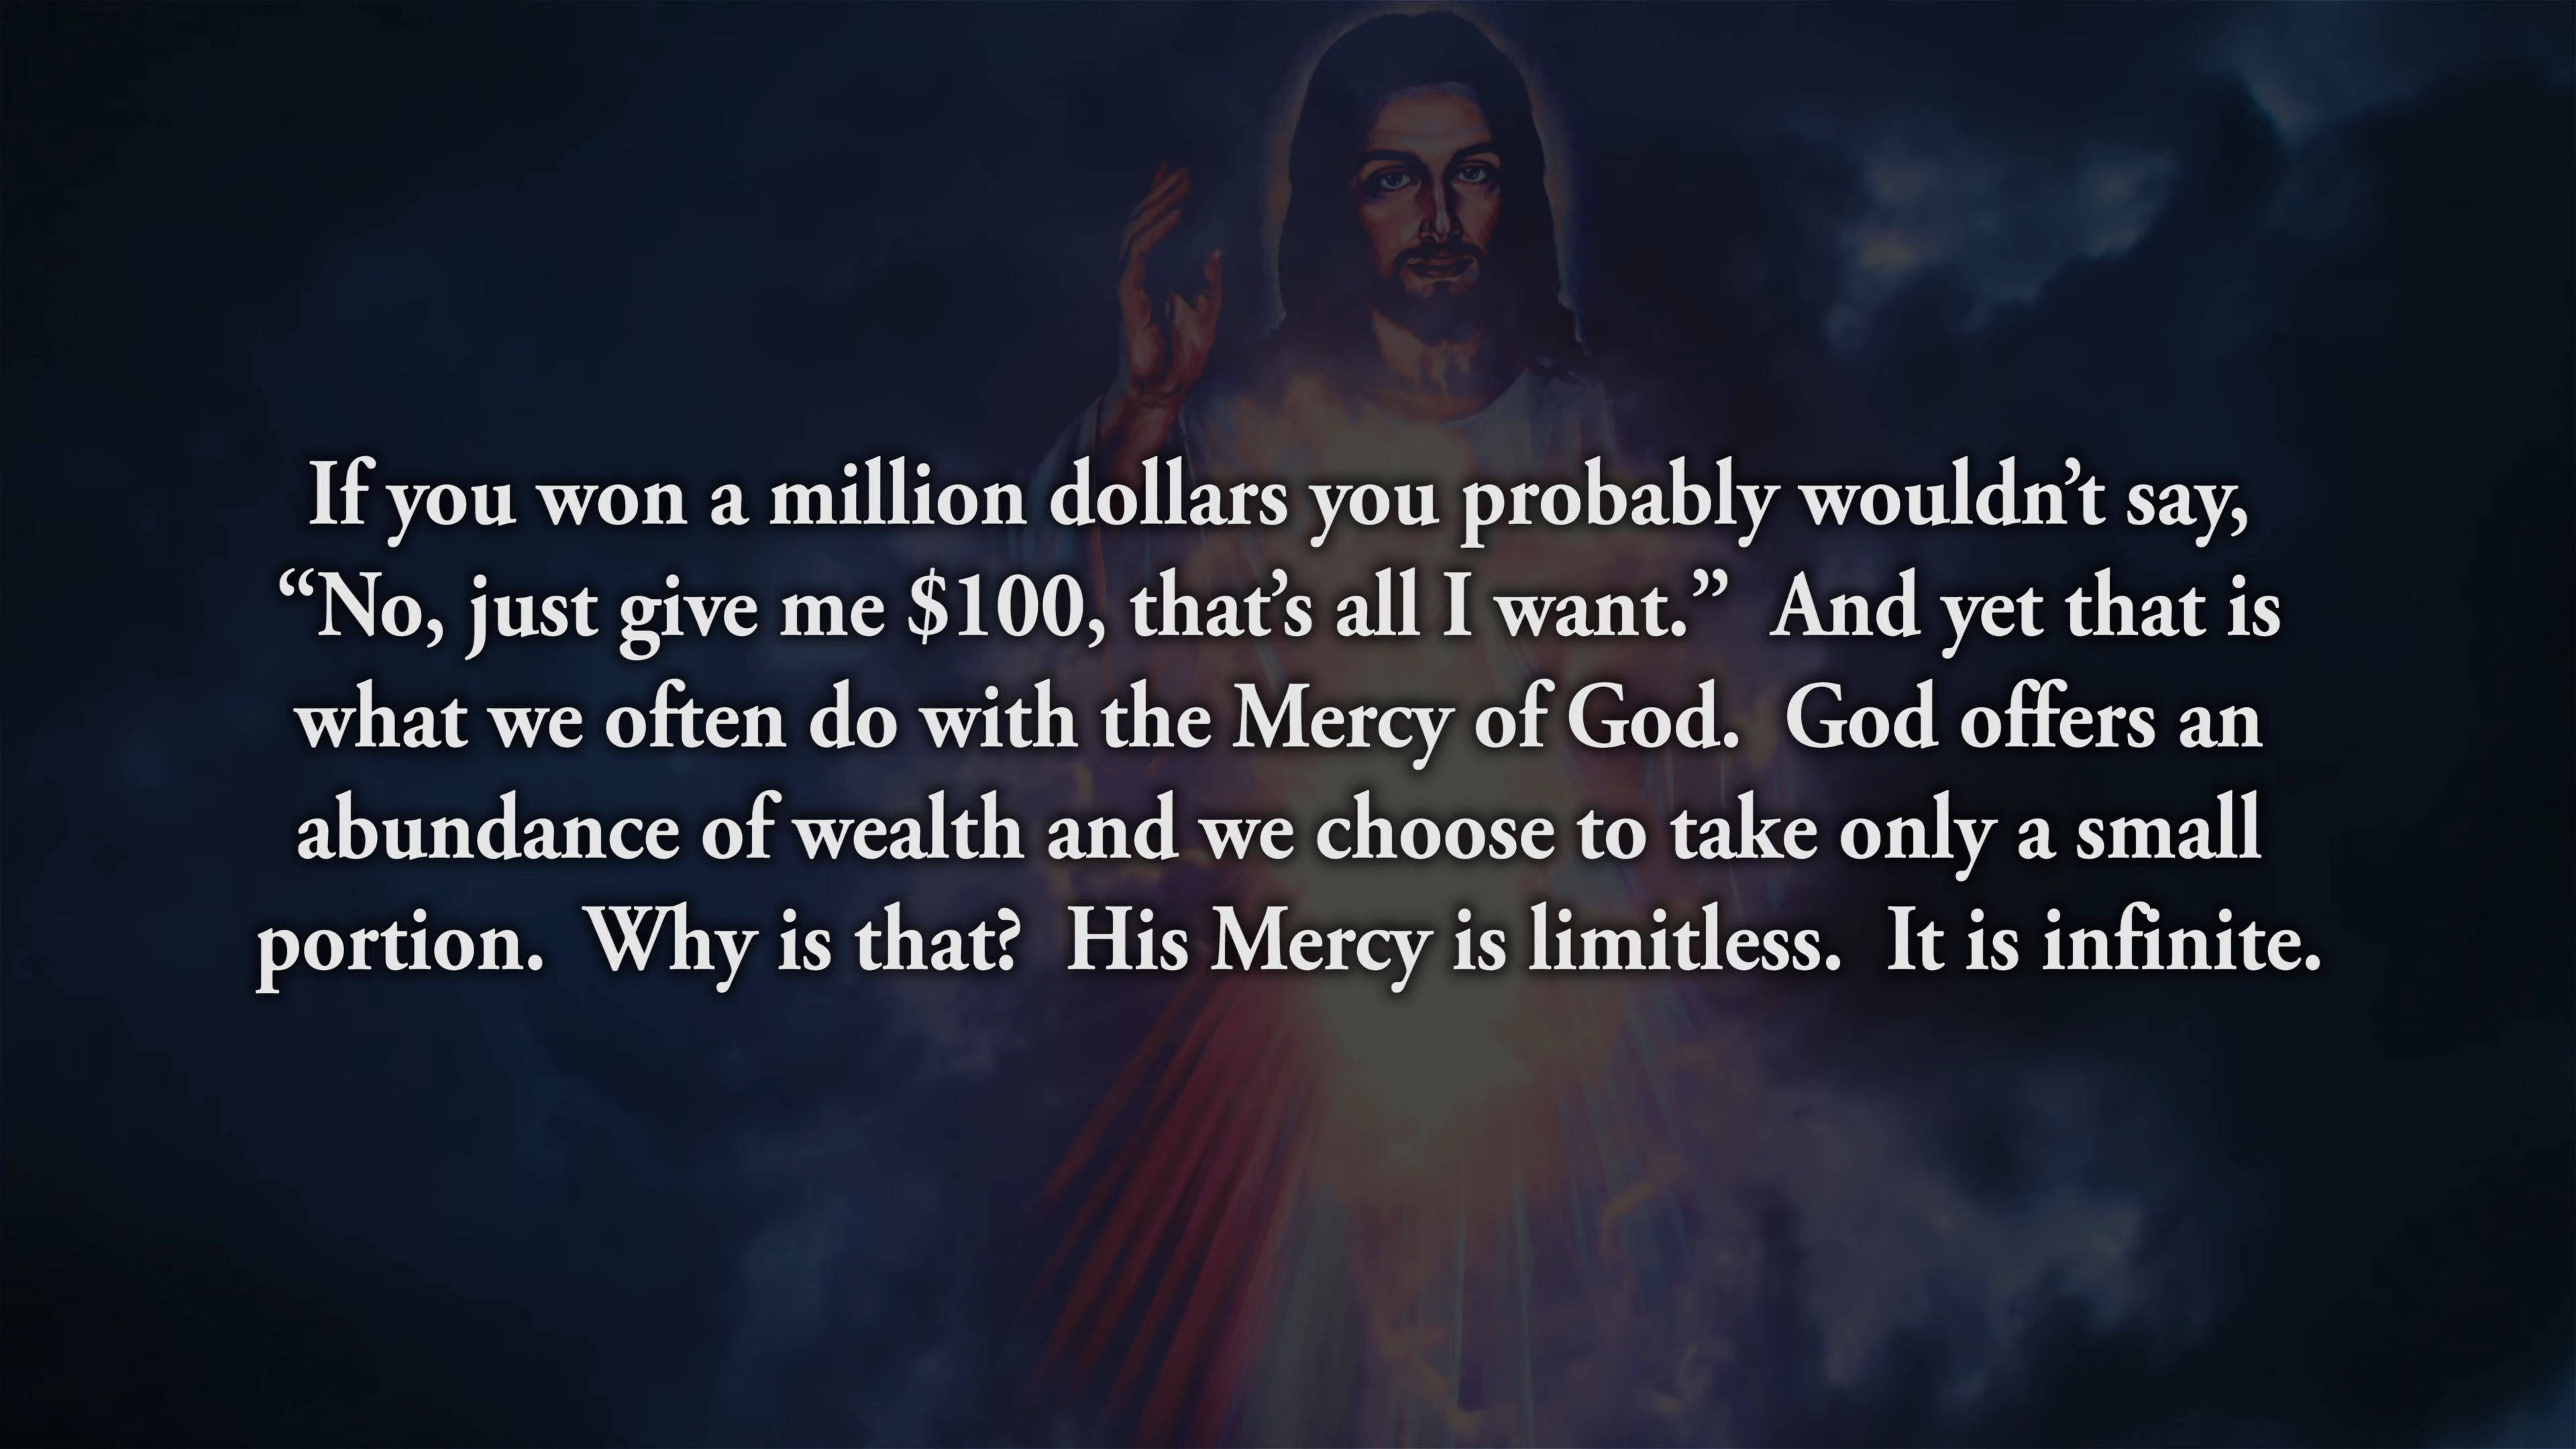 If you won a million dollars you probably wouldn’t say,
“No, just give me $100, that’s all I want.”  And yet that is
what we often do with the Mercy of God.  God offers an
abundance of wealth and we choose to take only a small
portion.  Why is that?  His Mercy is limitless.  It is infinite.